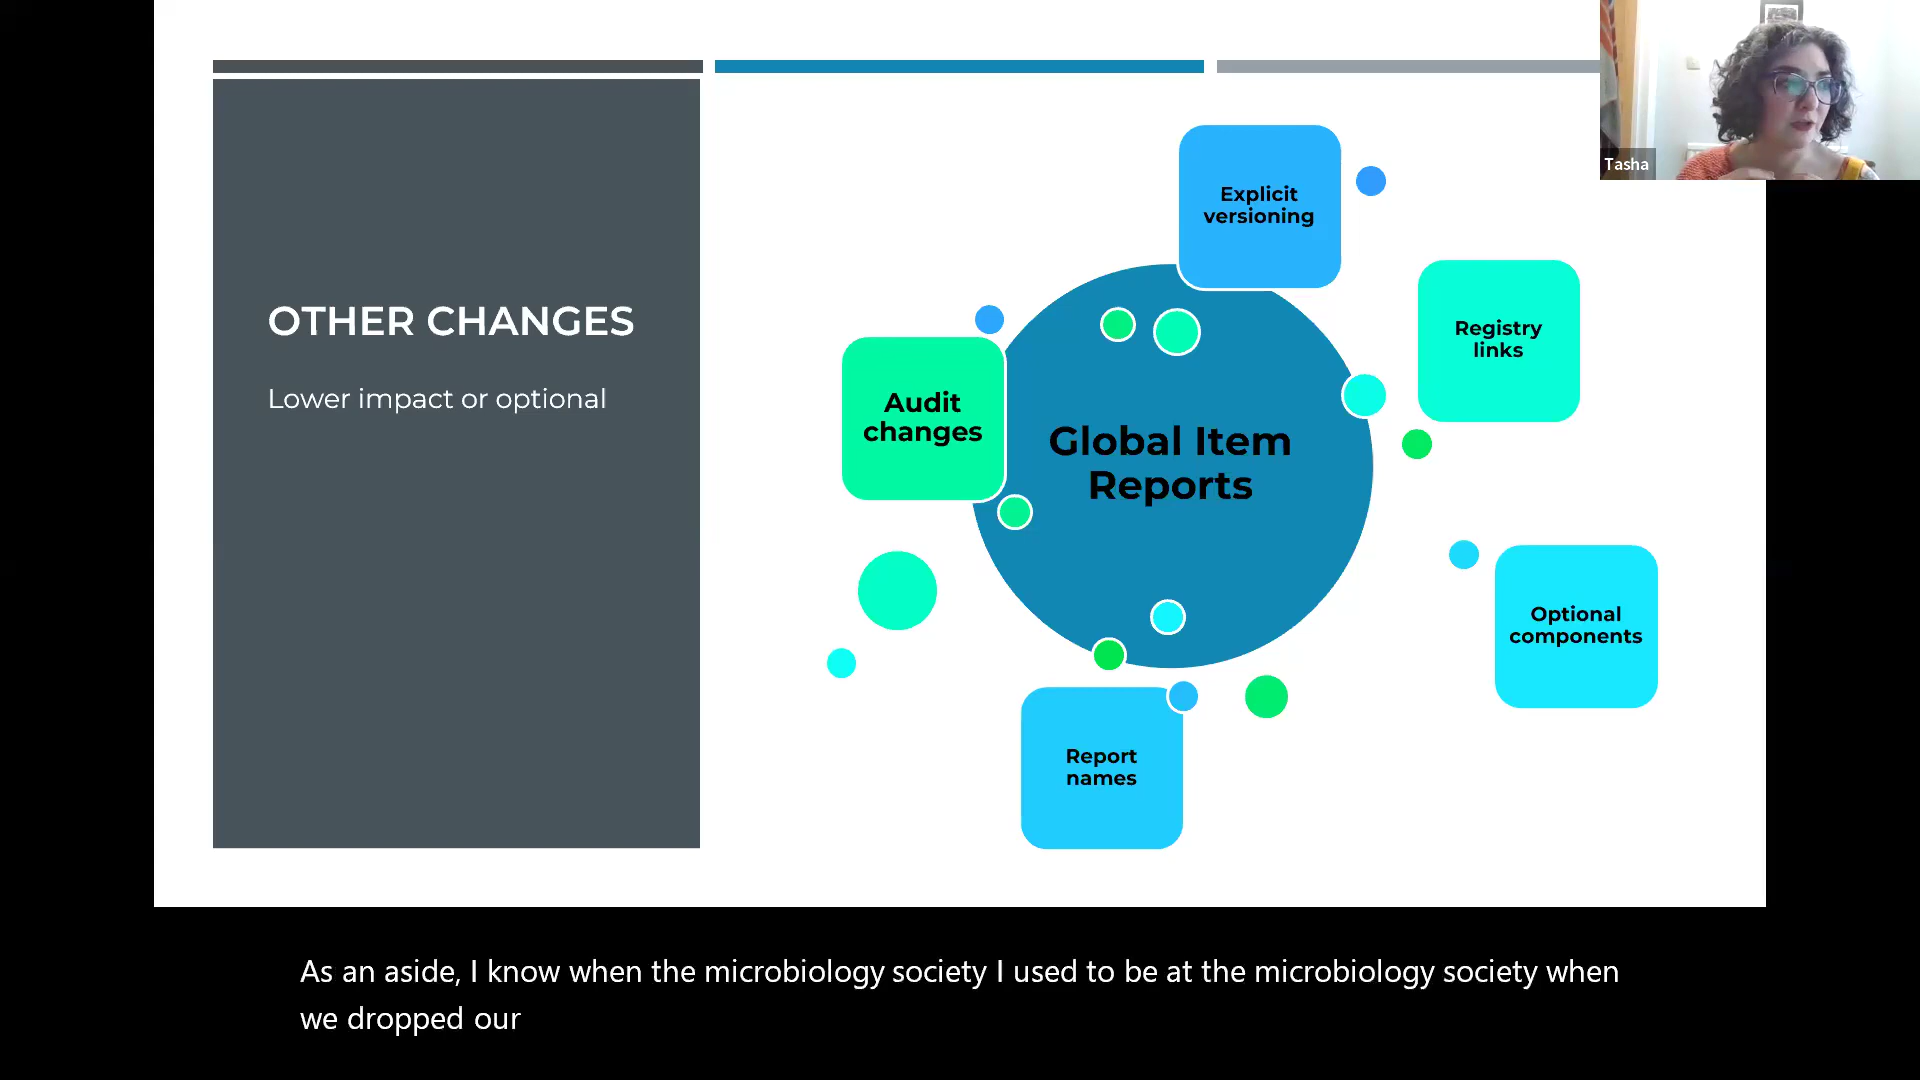 OTHER CHANGES
Lower impact or optional
Explicit
versioning
Registry
links
Audit
changes
Global Item
Reports
Optional
components
Report
names
Tasha
As an aside, I know when the microbiology society I used to be at the microbiology society when
we dropped our